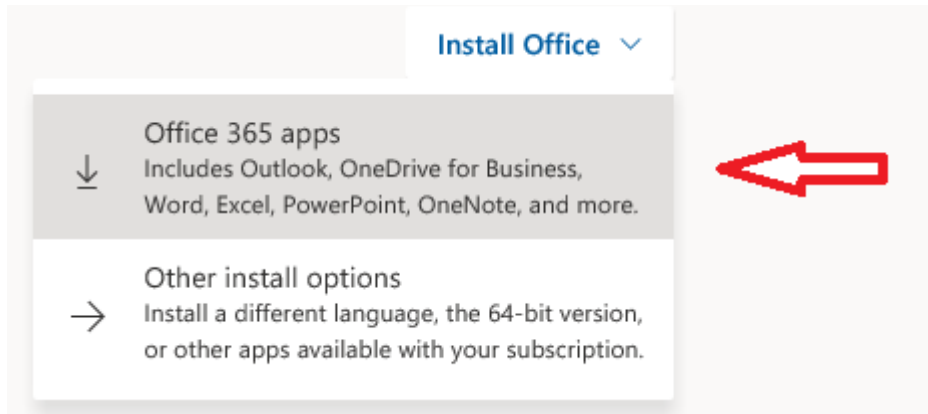 Install Office
Office 365 apps
Includes Outlook, OneDrive for Business,
Word, Excel, PowerPoint, OneNote, and more.
Other install options
Install a different language, the 64-bit version,
or other apps available with your subscription.